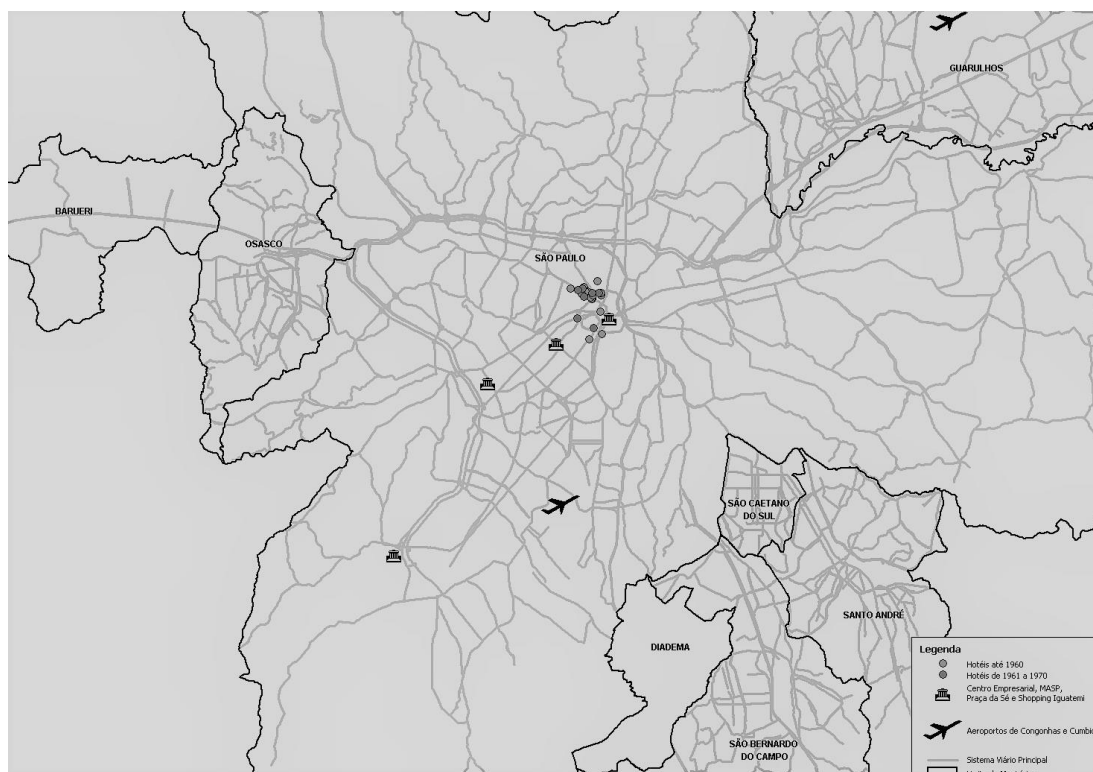 GUARULHOS
BARUERI
OSASCO
SÃO PAULO
SÃO CAETANO
DO SUL
SANTO ANDRÉ
DIADEMA
SÃO BERNARDO
DO CAMPO
Legenda
Hotéis até 1960
Hotéis de 1961 a 1970
Centro Empresarial, MASP,
Praça da Sé e Shopping Iguatemi
Aeroportos de Congonhas e Cumbic
Sistema Viário Principal